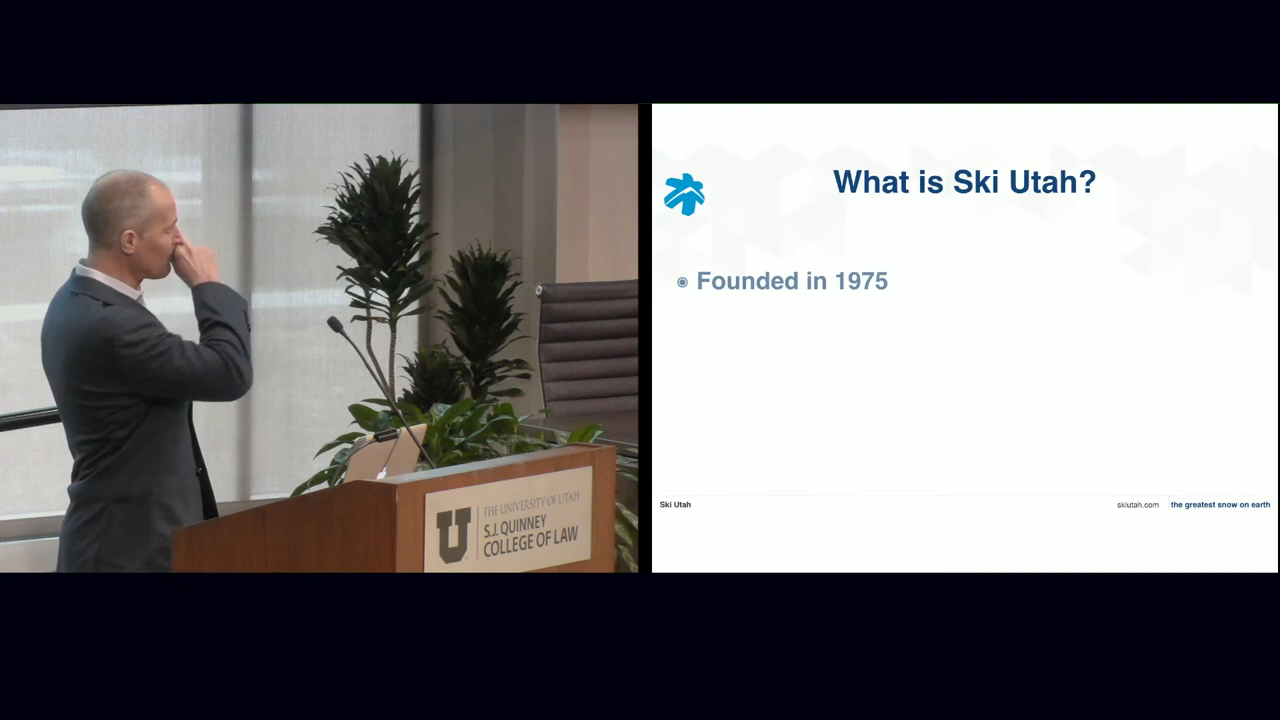 THE UNIVERSITY OF UTAH
S.J. QUINNEY
COLLEGE OF LAW
U
What is Ski Utah?
Founded in 1975
Ski Utah
skiutah.com
the greatest snow on earth